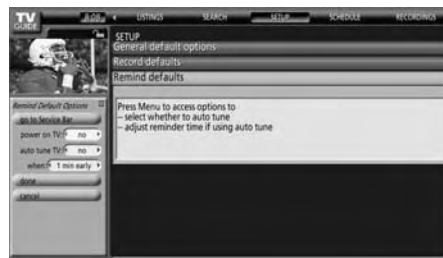 TV GUIDE
8:08
LISTINGS SEARCH SETUP SCHEDULE RECORDINGS
SETUP
General default options
Record defaults
Remind defaults
Remind Default Options
go to Service Bar
power on TV: no
auto tune TV: no
when: 1 min early
done
cancel
Press Menu to access options to
– select whether to auto tune
– adjust reminder time if using auto tune